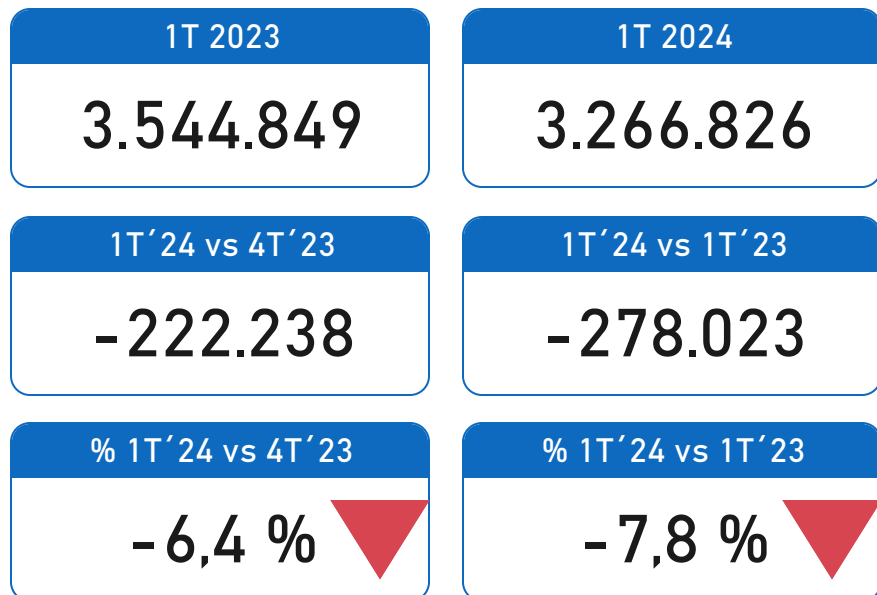 1T 2023
3.544.849
1T 2024
3.266.826
1T´24 vs 4T´23
-222.238
1T´24 vs 1T´23
-278.023
% 1T´24 vs 4T´23
-6,4 %
% 1T´24 vs 1T´23
-7,8 %